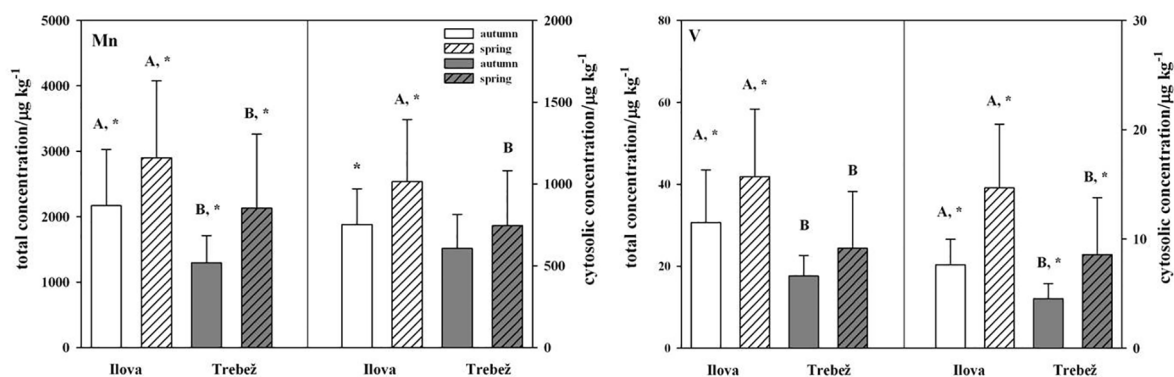 Mn
total concentration/µg kg-1
5000
4000
3000
2000
1000
0
A, *
A, *
B, *
B, *
*
A, *
B
autumn
spring
autumn
spring
2000
1500
1000
500
0
cytosolic concentration/µg kg-1
Ilova
Trebež
Ilova
Trebež
V
total concentration/µg kg-1
80
60
40
20
0
A, *
A, *
B
B
A, *
A, *
B, *
B, *
30
20
10
0
cytosolic concentration/µg kg-1
Ilova
Trebež
Ilova
Trebež